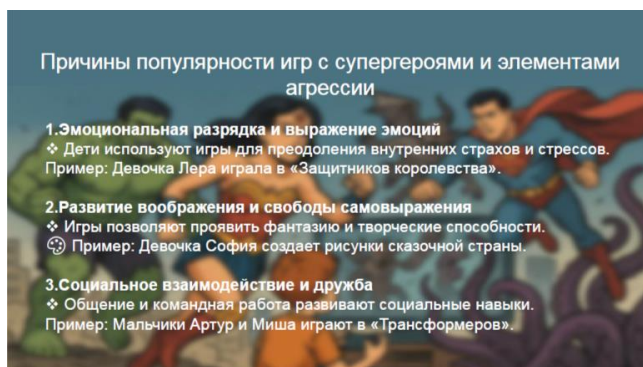 Причины популярности игр с супергероями и элементами
агрессии
1.Эмоциональная разрядка и выражение эмоций
❖ Дети используют игры для преодоления внутренних страхов и стрессов.
Пример: Девочка Лера играла в «Защитников королевства».
2.Развитие воображения и свободы самовыражения
❖ Игры позволяют проявить фантазию и творческие способности.
🎨 Пример: Девочка София создает рисунки сказочной страны.
3.Социальное взаимодействие и дружба
❖ Общение и командная работа развивают социальные навыки.
Пример: Мальчики Артур и Миша играют в «Трансформеров».